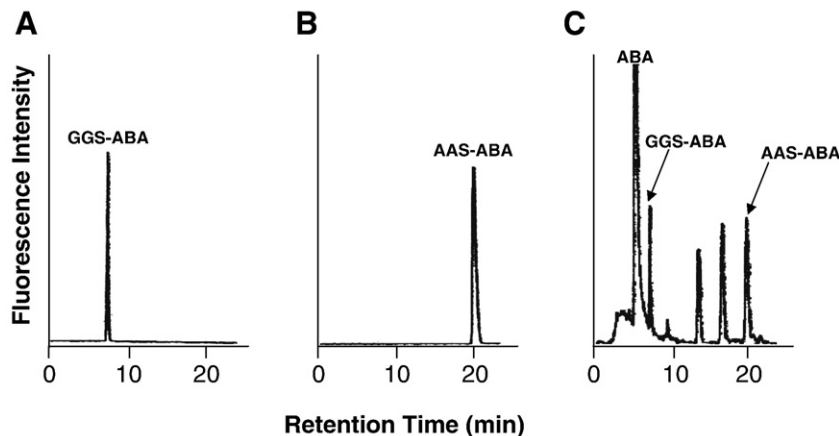 A
B
C
Fluorescence Intensity
GGS-ABA
AAS-ABA
ABA
GGS-ABA
AAS-ABA
0 10 20
0 10 20
0 10 20
Retention Time (min)